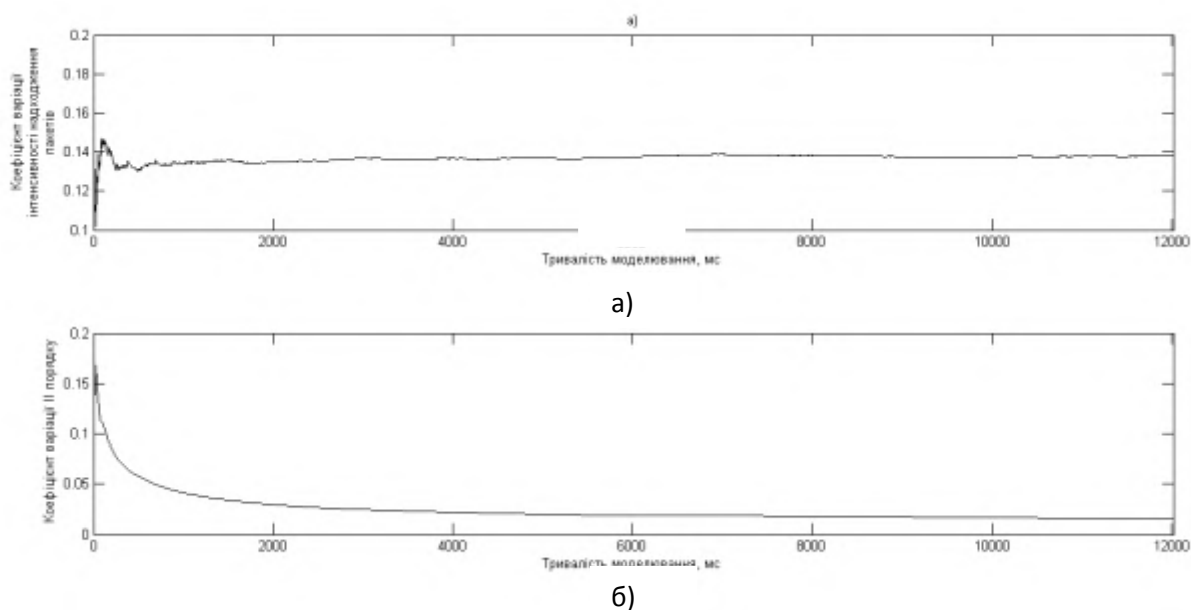 а)
Коефіцієнт варіації
інтенсивності надходження
пакетів
0.2
0.18
0.16
0.14
0.12
0.1
0 2000 4000 8000 10000 12000
Тривалість моделювання, мс
а)
Коефіцієнт варіації II порядку
0.2
0.15
0.1
0.05
0
0 2000 4000 6000 8000 10000 12000
Тривалість моделювання, мс
б)